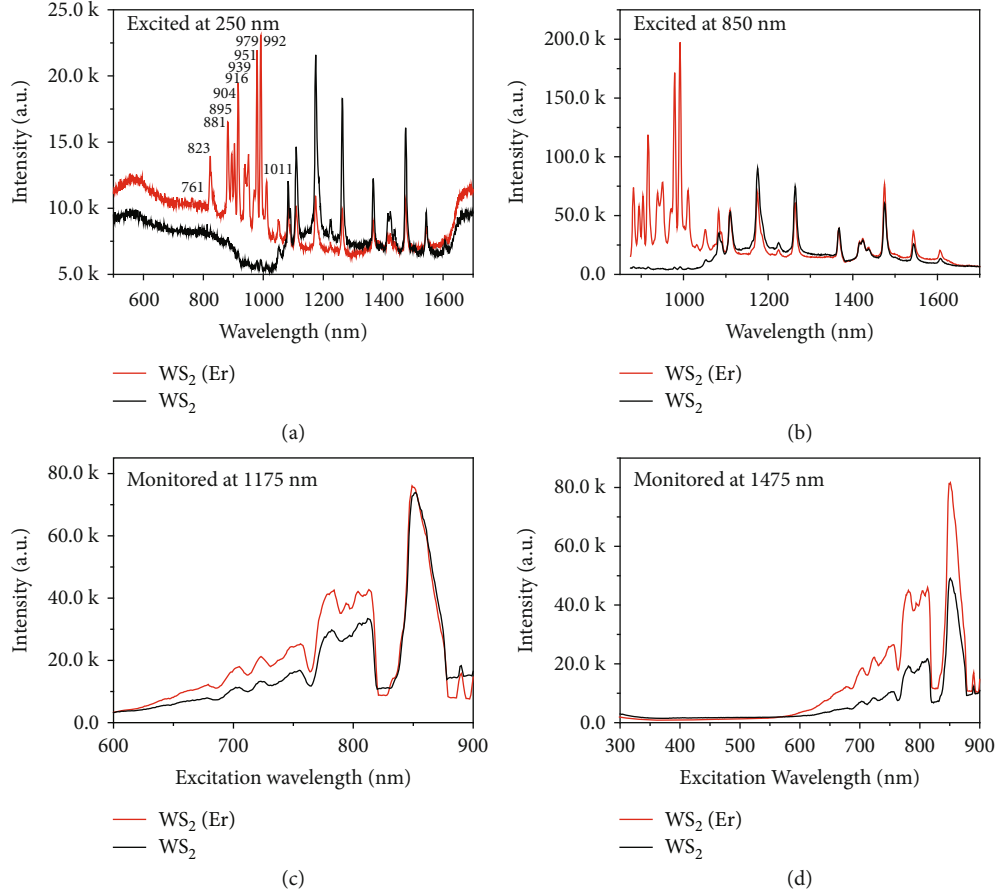 Excited at 250 nm
25.0 k
20.0 k
15.0 k
10.0 k
5.0 k
Intensity (a.u.)
979 992
951
939
916
904
895
881
823
761
1011
600 800 1000 1200 1400 1600
Wavelength (nm)
WS2 (Er)
WS2
(a)
Excited at 850 nm
200.0 k
150.0 k
100.0 k
50.0 k
0.0
Intensity (a.u.)
1000 1200 1400 1600
Wavelength (nm)
WS2 (Er)
WS2
(b)
Monitored at 1175 nm
80.0 k
60.0 k
40.0 k
20.0 k
0.0
Intensity (a.u.)
600 700 800 900
Excitation wavelength (nm)
WS2 (Er)
WS2
(c)
Monitored at 1475 nm
80.0 k
60.0 k
40.0 k
20.0 k
0.0
Intensity (a.u.)
300 400 500 600 700 800 900
Excitation Wavelength (nm)
WS2 (Er)
WS2
(d)